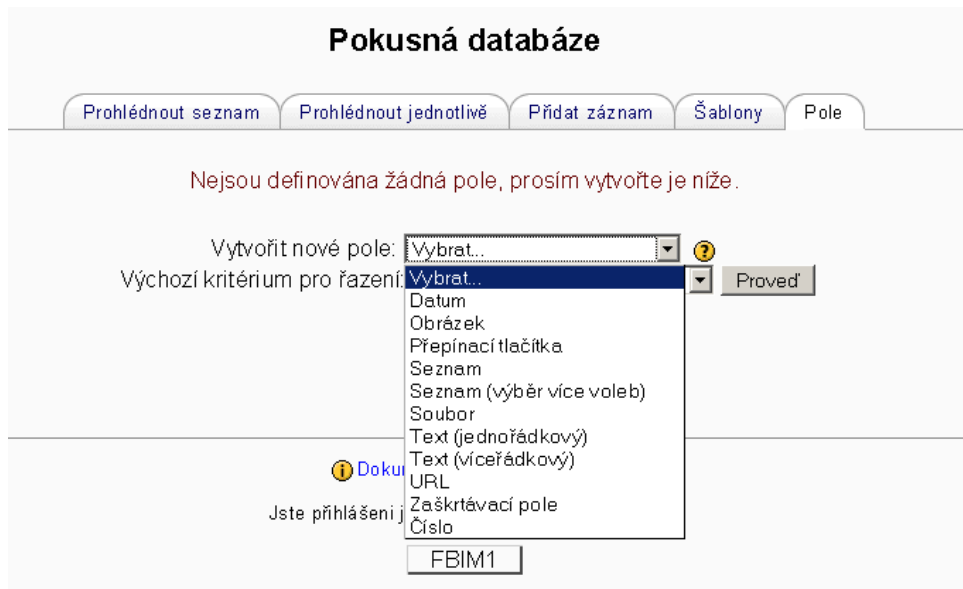 Pokusná databáze
Prohlédnout seznam Prohlédnout jednotlivě Přidat záznam Šablony Pole
Nejsou definována žádná pole, prosím vytvořte je níže.
Vytvořit nové pole: Vybrat...
Výchozí kritérium pro řazení: Proveď
Vybrat...
Datum
Obrázek
Přepínací tlačítka
Seznam
Seznam (výběr více voleb)
Soubor
Text (jednořádkový)
Text (víceřádkový)
URL
Zaškrtávací pole
Číslo
Jste přihlášeni
FBIM1